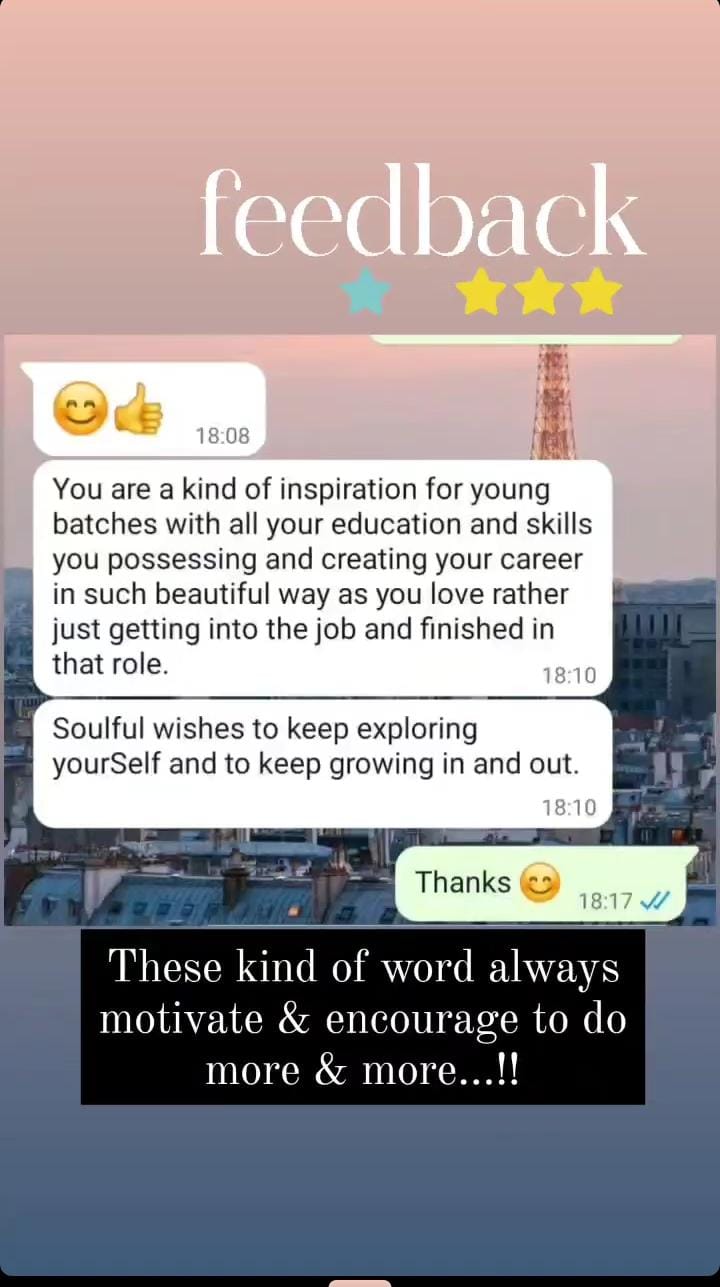 feedback
😊👍
18:08
You are a kind of inspiration for young
batches with all your education and skills
you possessing and creating your career
in such beautiful way as you love rather
just getting into the job and finished in
that role.
18:10
Soulful wishes to keep exploring
yourSelf and to keep growing in and out.
18:10
Thanks 😊
18:17
These kind of word always
motivate & encourage to do
more & more...!!